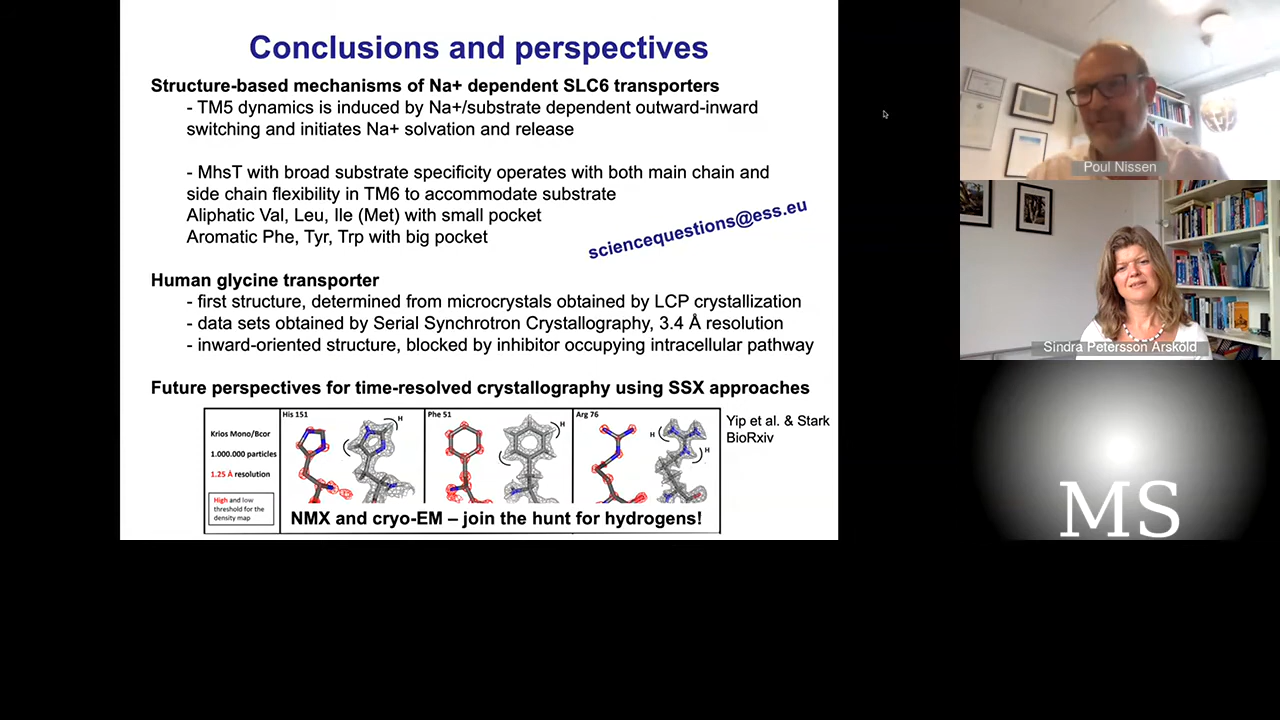 Conclusions and perspectives
Structure-based mechanisms of Na+ dependent SLC6 transporters
- TM5 dynamics is induced by Na+/substrate dependent outward-inward
switching and initiates Na+ solvation and release
- MhsT with broad substrate specificity operates with both main chain and
side chain flexibility in TM6 to accommodate substrate
Aliphatic Val, Leu, Ile (Met) with small pocket
Aromatic Phe, Tyr, Trp with big pocket
sciencequestions@ess.eu
Human glycine transporter
- first structure, determined from microcrystals obtained by LCP crystallization
- data sets obtained by Serial Synchrotron Crystallography, 3.4 Å resolution
- inward-oriented structure, blocked by inhibitor occupying intracellular pathway
Future perspectives for time-resolved crystallography using SSX approaches
Krios Mono/Bcor
1.000.000 particles
1.25 Å resolution
High and low
threshold for the
density map
His 151
H
Phe 51
H
Arg 76
H
H
Yip et al. & Stark
BioRxiv
NMX and cryo-EM – join the hunt for hydrogens!
Poul Nissen
Sindra Petersson Årsköld
MS